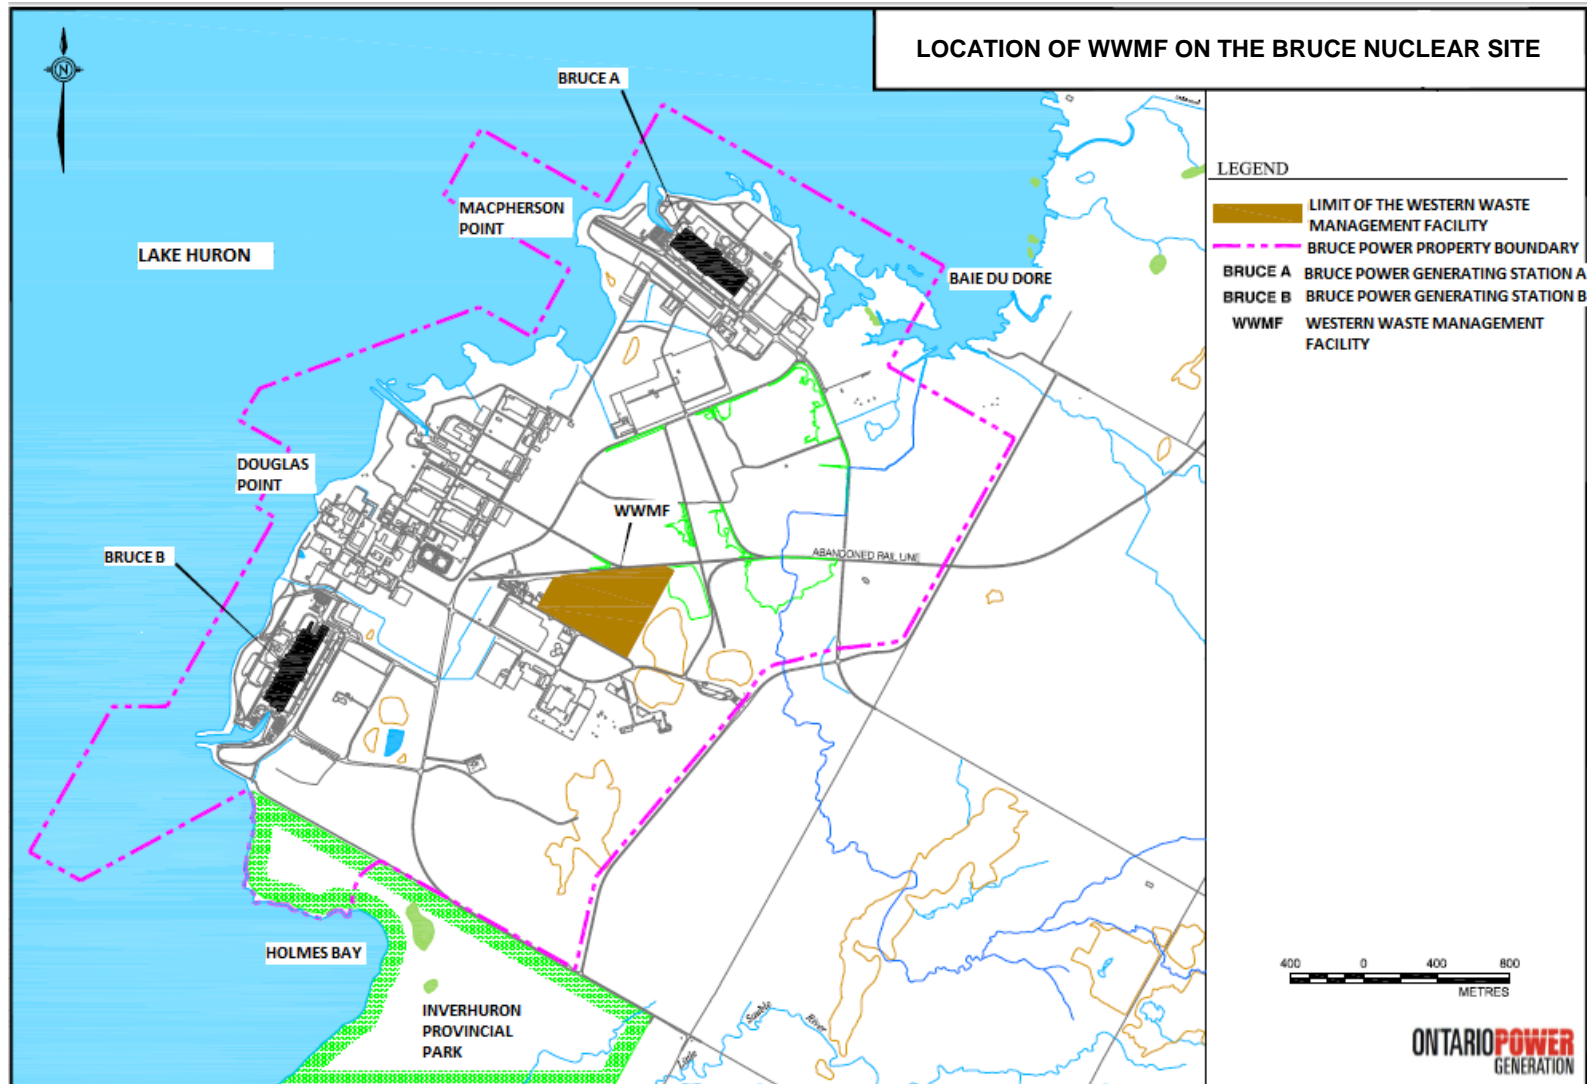 LOCATION OF WWMF ON THE BRUCE NUCLEAR SITE
N
BRUCE A
MACPHERSON
POINT
LAKE HURON
BAIE DU DORE
DOUGLAS
POINT
WWMF
BRUCE B
ABANDONED RAIL LINE
HOLMES BAY
INVERHURON
PROVINCIAL
PARK
Little Sauble River
LEGEND
LIMIT OF THE WESTERN WASTE
MANAGEMENT FACILITY
BRUCE POWER PROPERTY BOUNDARY
BRUCE A BRUCE POWER GENERATING STATION A
BRUCE B BRUCE POWER GENERATING STATION B
WWMF WESTERN WASTE MANAGEMENT
FACILITY
400 0 400 800
METRES
ONTARIOPOWER
GENERATION